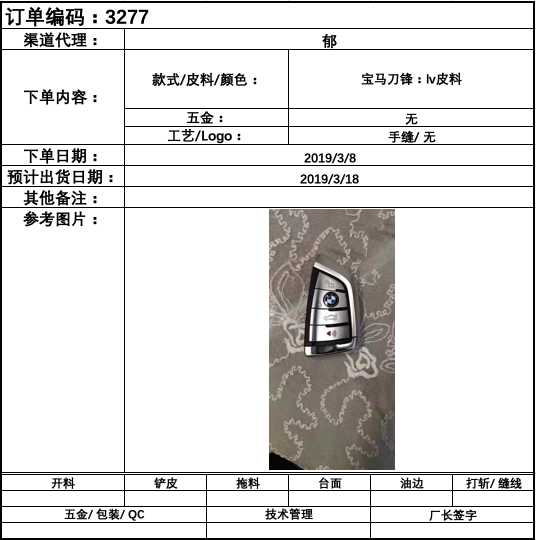 订单编码：3277
渠道代理： 郁
下单内容： 款式/皮料/颜色： 宝马刀锋：lv皮料
五金： 无
工艺/Logo： 手缝/ 无
下单日期： 2019/3/8
预计出货日期： 2019/3/18
其他备注：
参考图片：
开料 铲皮 拖料 台面 油边 打斩/ 缝线
五金/ 包装/ QC 技术管理 厂长签字